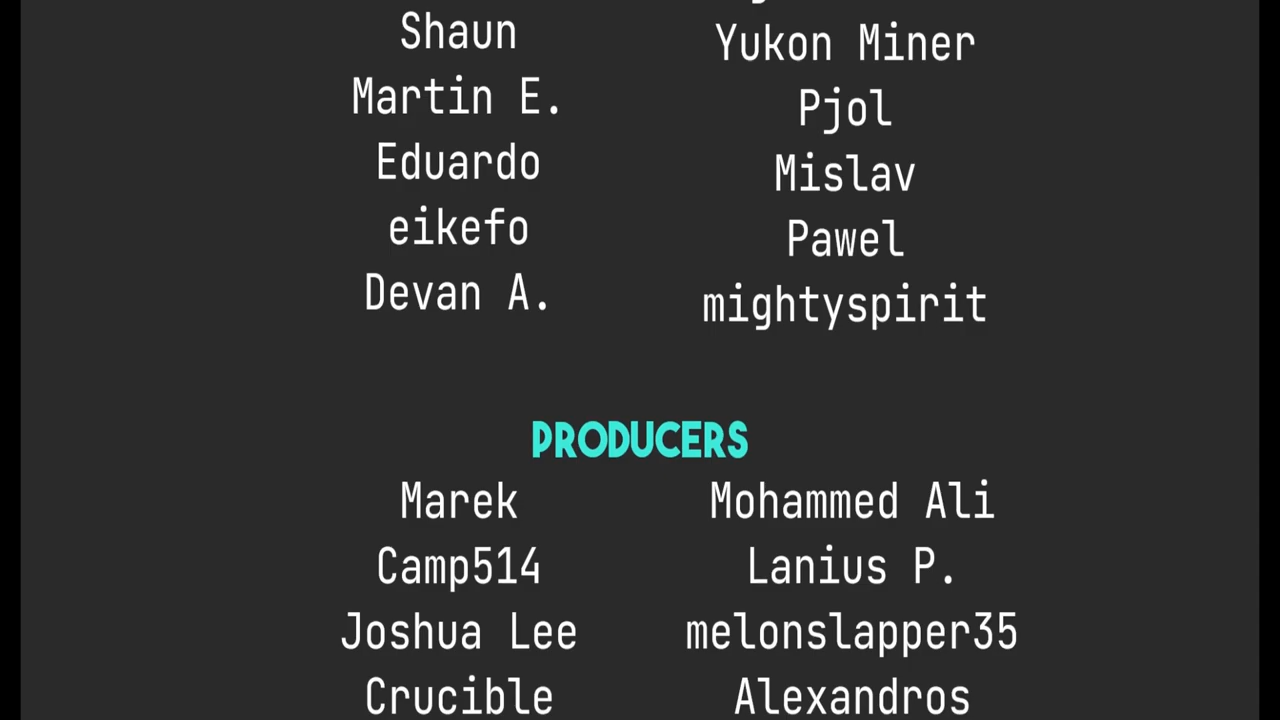 Shaun
Martin E.
Eduardo
eikefo
Devan A.
Yukon Miner
Pjol
Mislav
Pawel
mightyspirit
PRODUCERS
Marek
Camp514
Joshua Lee
Crucible
Mohammed Ali
Lanius P.
melonslapper35
Alexandros